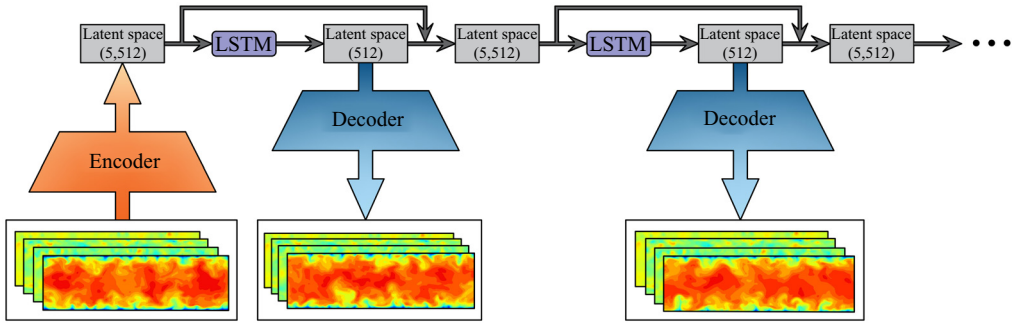 Latent space
(5,512)
LSTM
Latent space
(512)
Latent space
(5,512)
LSTM
Latent space
(512)
Latent space
(5,512)
Encoder
Decoder
Decoder